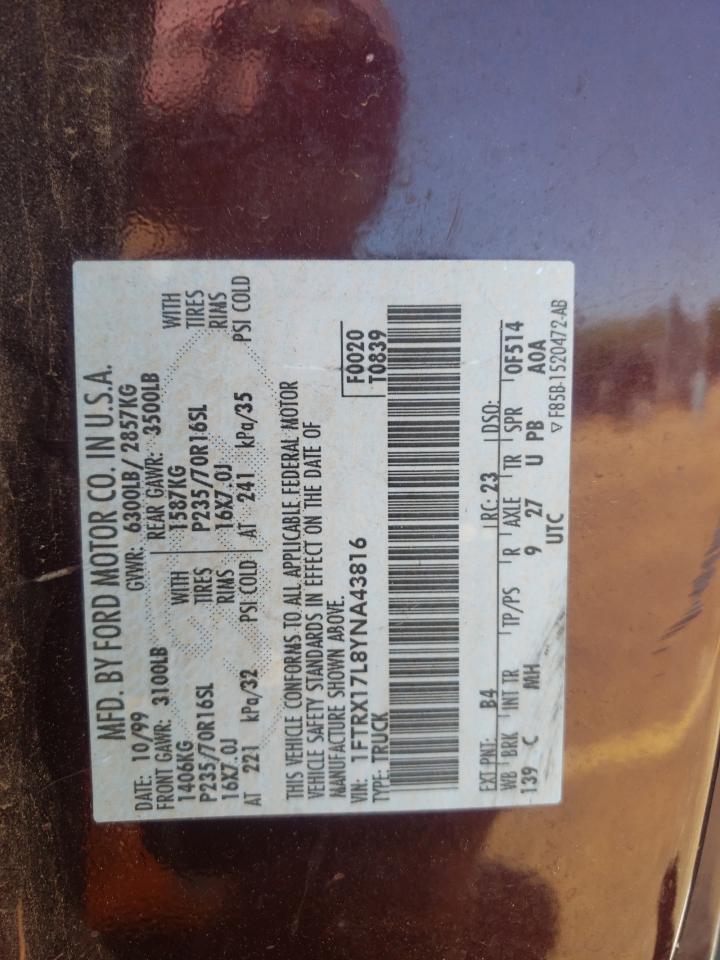 MFD. BY FORD MOTOR CO. IN U.S.A.
DATE: 10/99 GVWR: 6300LB/ 2857KG
FRONT GAWR: 3100LB REAR GAWR: 3500LB
1406KG WITH 1587KG WITH
P235/70R16SL TIRES P235/70R16SL TIRES
16X7.0J RIMS 16X7.0J RIMS
AT 221 kPa/32 PSI COLD AT 241 kPa/35 PSI COLD
THIS VEHICLE CONFORMS TO ALL APPLICABLE FEDERAL MOTOR
VEHICLE SAFETY STANDARDS IN EFFECT ON THE DATE OF
MANUFACTURE SHOWN ABOVE.
VIN: 1FTRX17L8YNA43816 F0020
TYPE: TRUCK T0839
EXT PNT: B4 RC: 23 DSO:
WB BRK INT TR TP/PS R AXLE TR SPR 0F514
139 C MH 9 27 U PB A0A
UTC ▽ F85B-1520472-AB